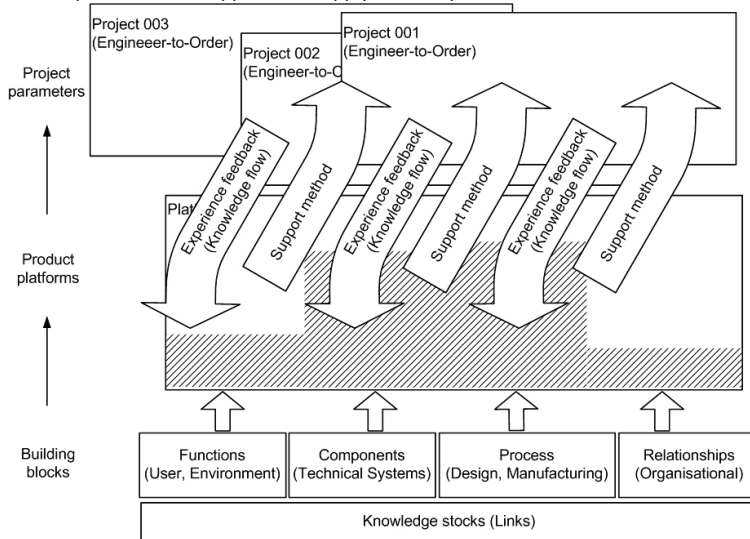 Project 003
(Engineeer-to-Order)
Project 002
(Engineer-to-O
Project 001
(Engineer-to-Order)
Project
parameters
Experience feedback
(Knowledge flow)
Support method
Experience feedback
(Knowledge flow)
Support method
Experience feedback
(Knowledge flow)
Support method
Product
platforms
Building
blocks
Functions
(User, Environment)
Components
(Technical Systems)
Process
(Design, Manufacturing)
Relationships
(Organisational)
Knowledge stocks (Links)